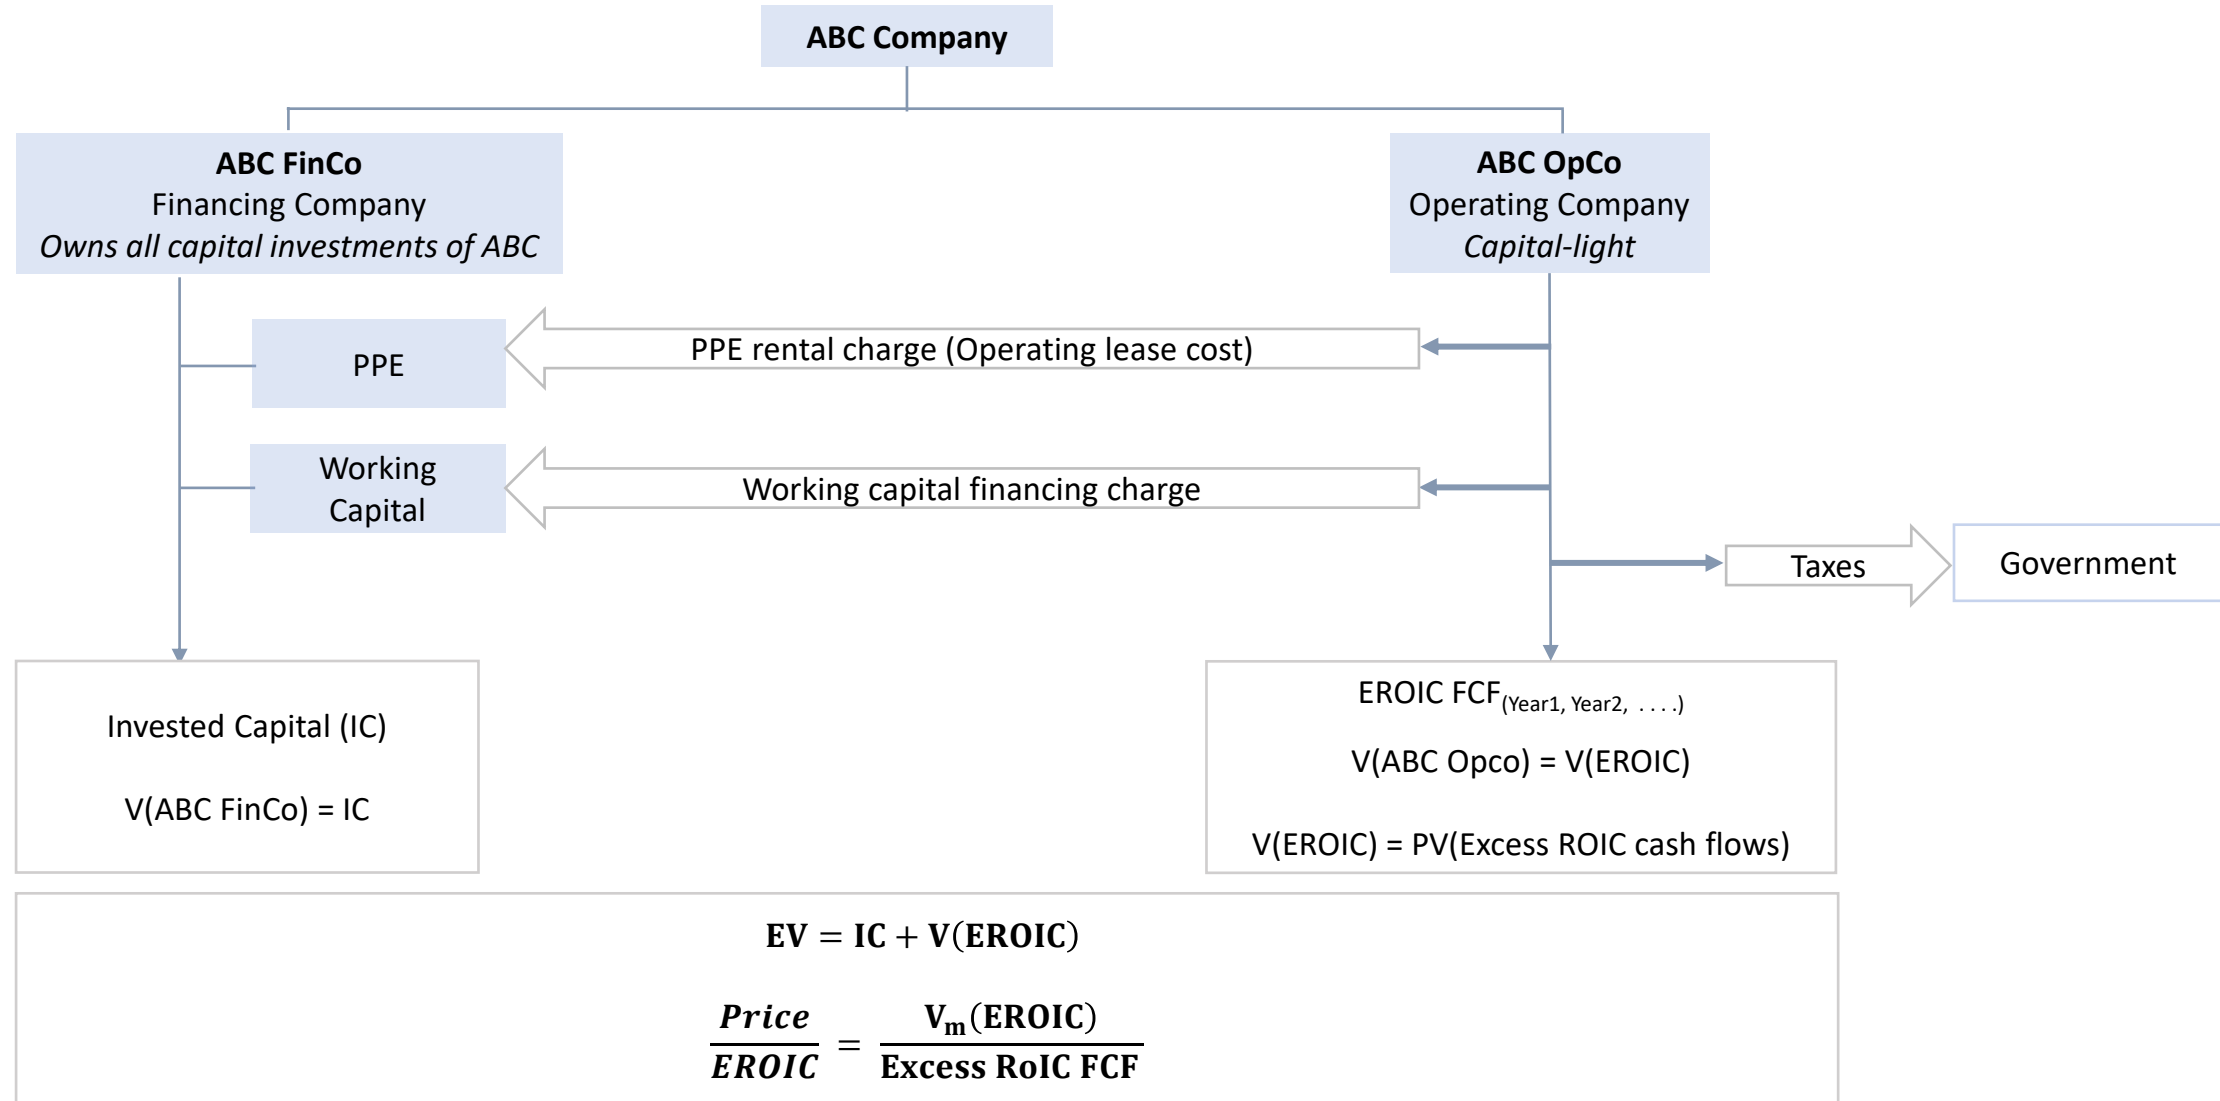 ABC Company
ABC FinCo
Financing Company
Owns all capital investments of ABC
ABC OpCo
Operating Company
Capital-light
PPE
PPE rental charge (Operating lease cost)
Working
Capital
Working capital financing charge
Taxes
Government
Invested Capital (IC)
V(ABC FinCo) = IC
EROIC FCF(Year1, Year2, . . . .)
V(ABC Opco) = V(EROIC)
V(EROIC) = PV(Excess ROIC cash flows)
EV = IC + V(EROIC)
Price/EROIC = Vm(EROIC)/Excess RoIC FCF